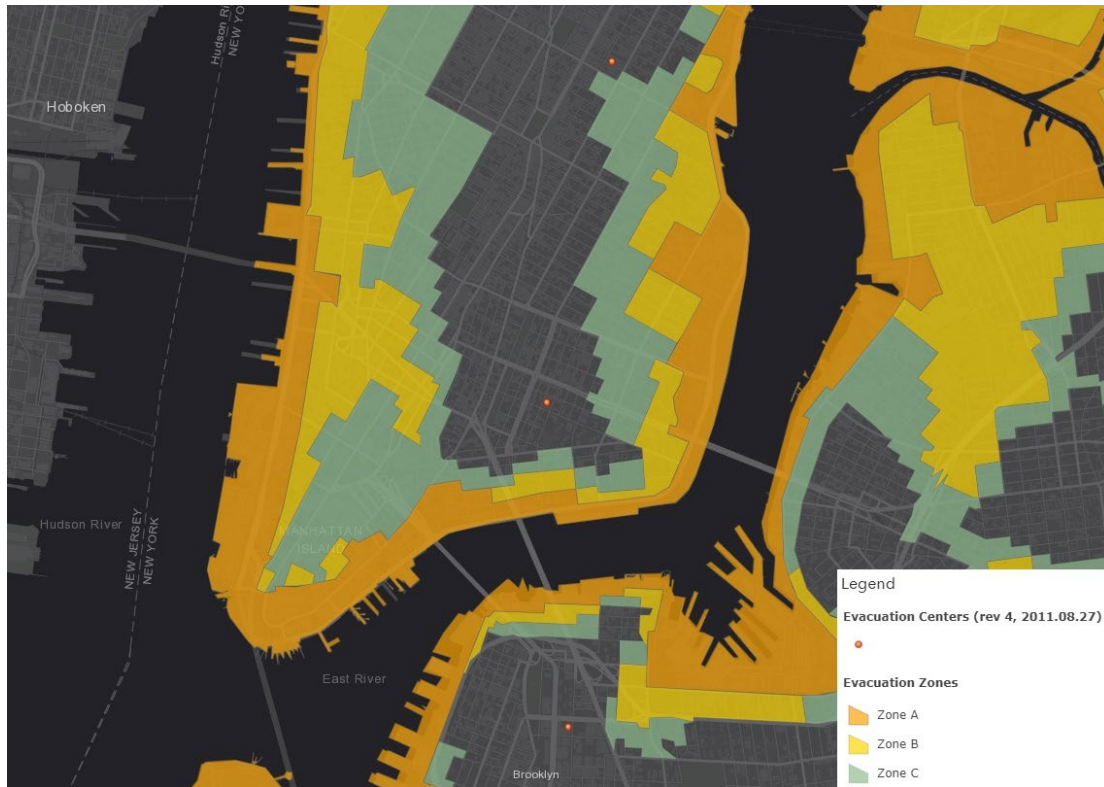 Hudson Ri
NEW YORK
Hoboken
MANHATTAN
ISLAND
Hudson River
NEW JERSEY
NEW YORK
East River
Brooklyn
Legend
Evacuation Centers (rev 4, 2011.08.27)
Evacuation Zones
Zone A
Zone B
Zone C